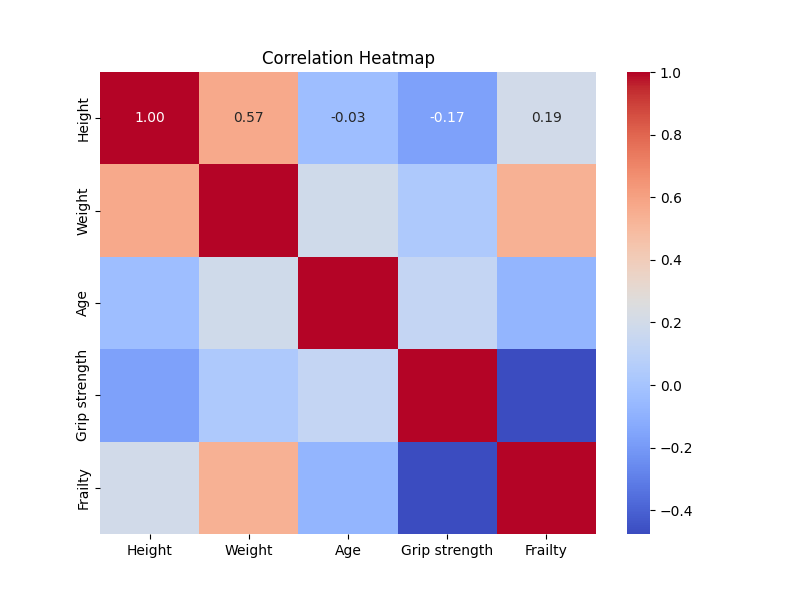 Correlation Heatmap
Height
1.00 0.57 -0.03 -0.17 0.19
Weight
Age
Grip strength
Frailty
Height Weight Age Grip strength Frailty
1.0
0.8
0.6
0.4
0.2
0.0
−0.2
−0.4